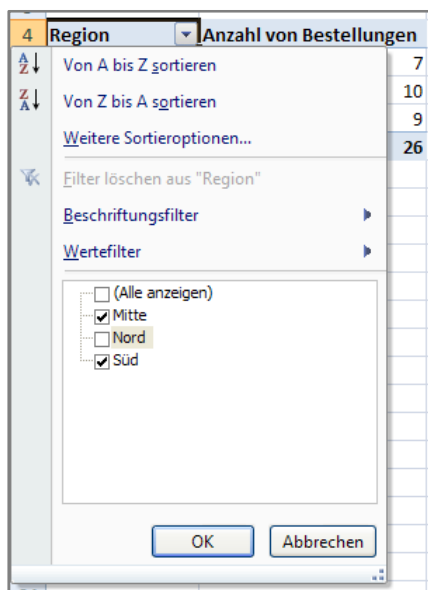 4 Region Anzahl von Bestellungen
Von A bis Z sortieren 7
Von Z bis A sortieren 10
Weitere Sortieroptionen... 9
26
Filter löschen aus "Region"
Beschriftungsfilter
Wertefilter
(Alle anzeigen)
Mitte
Nord
Süd
OK Abbrechen